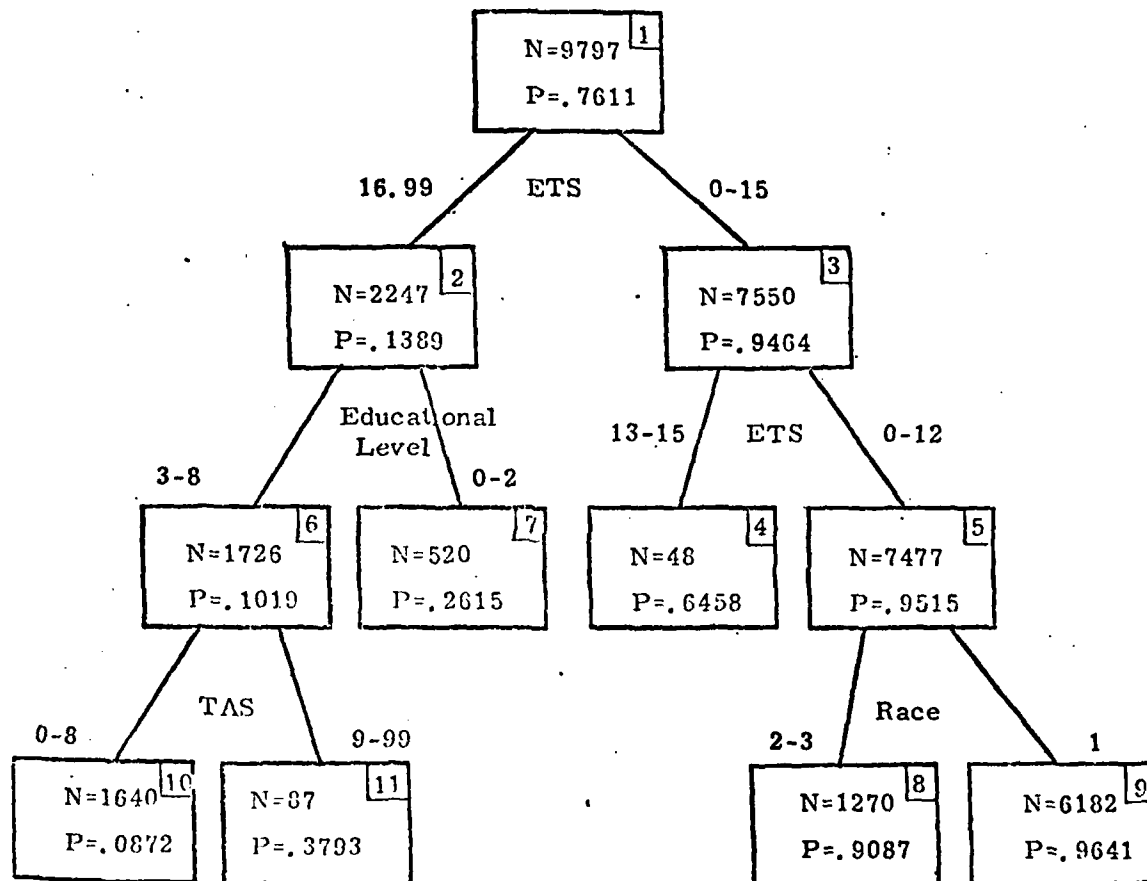 1
N=9797
P=.7611
16.99 ETS 0-15
2
N=2247
P=.1389
3
N=7550
P=.9464
Educational
Level
3-8 0-2
13-15 ETS 0-12
6
N=1726
P=.1019
7
N=520
P=.2615
4
N=48
P=.6458
5
N=7477
P=.9515
TAS
0-8 9-99
Race
2-3 1
10
N=1640
P=.0872
11
N=87
P=.3793
8
N=1270
P=.9087
9
N=6182
P=.9641